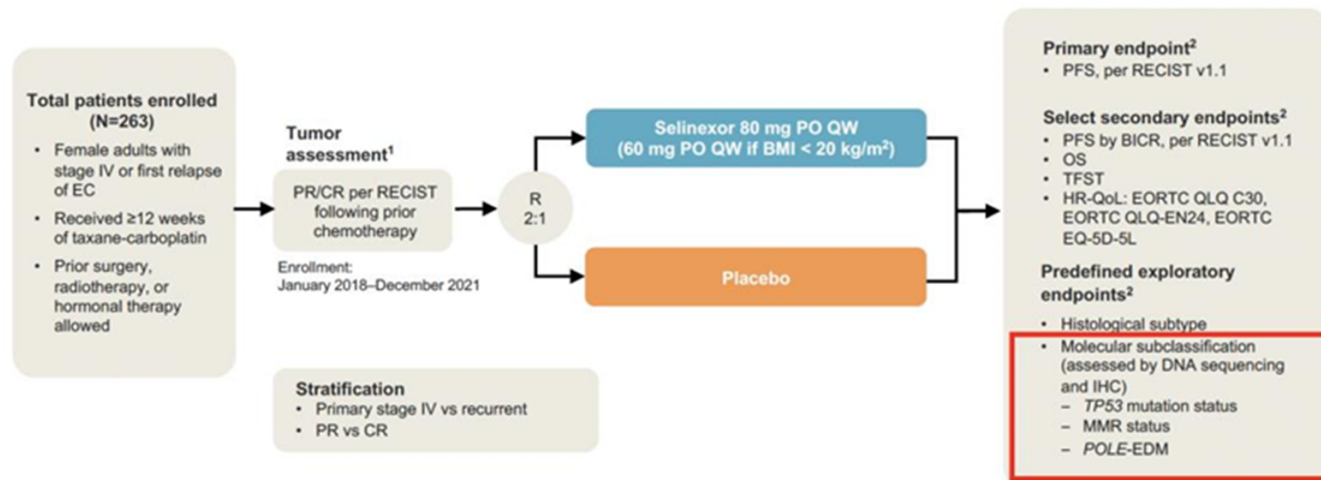 Total patients enrolled
(N=263)
• Female adults with
stage IV or first relapse
of EC
• Received ≥12 weeks
of taxane-carboplatin
• Prior surgery,
radiotherapy, or
hormonal therapy
allowed
Tumor
assessment¹
PR/CR per RECIST
following prior
chemotherapy
Enrollment:
January 2018–December 2021
Stratification
• Primary stage IV vs recurrent
• PR vs CR
R
2:1
Selinexor 80 mg PO QW
(60 mg PO QW if BMI < 20 kg/m²)
Placebo
Primary endpoint²
• PFS, per RECIST v1.1
Select secondary endpoints²
• PFS by BICR, per RECIST v1.1
• OS
• TFST
• HR-QoL: EORTC QLQ C30,
EORTC QLQ-EN24, EORTC
EQ-5D-5L
Predefined exploratory
endpoints²
• Histological subtype
• Molecular subclassification
(assessed by DNA sequencing
and IHC)
– TP53 mutation status
– MMR status
– POLE-EDM